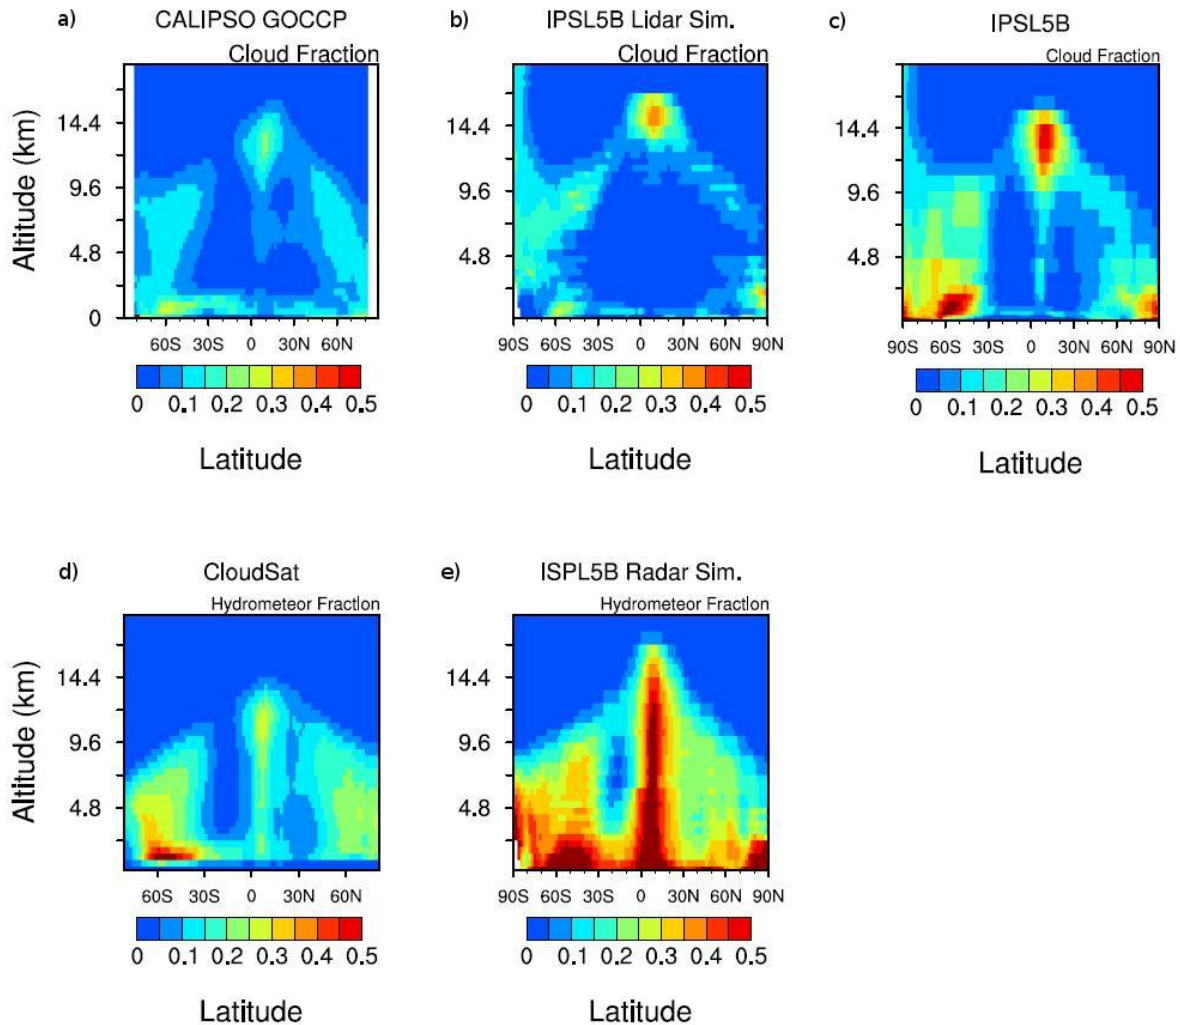 a) CALIPSO GOCCP
Cloud Fraction
Altitude (km)
14.4
9.6
4.8
0
60S 30S 0 30N 60N
0 0.1 0.2 0.3 0.4 0.5
Latitude
b) IPSL5B Lidar Sim.
Cloud Fraction
14.4
9.6
4.8
0
90S 60S 30S 0 30N 60N 90N
0 0.1 0.2 0.3 0.4 0.5
Latitude
c) IPSL5B
Cloud Fraction
14.4
9.6
4.8
0
90S 60S 30S 0 30N 60N 90N
0 0.1 0.2 0.3 0.4 0.5
Latitude
d) CloudSat
Hydrometeor Fraction
Altitude (km)
14.4
9.6
4.8
60S 30S 0 30N 60N
0 0.1 0.2 0.3 0.4 0.5
Latitude
e) ISPL5B Radar Sim.
Hydrometeor Fraction
14.4
9.6
4.8
90S 60S 30S 0 30N 60N 90N
0 0.1 0.2 0.3 0.4 0.5
Latitude